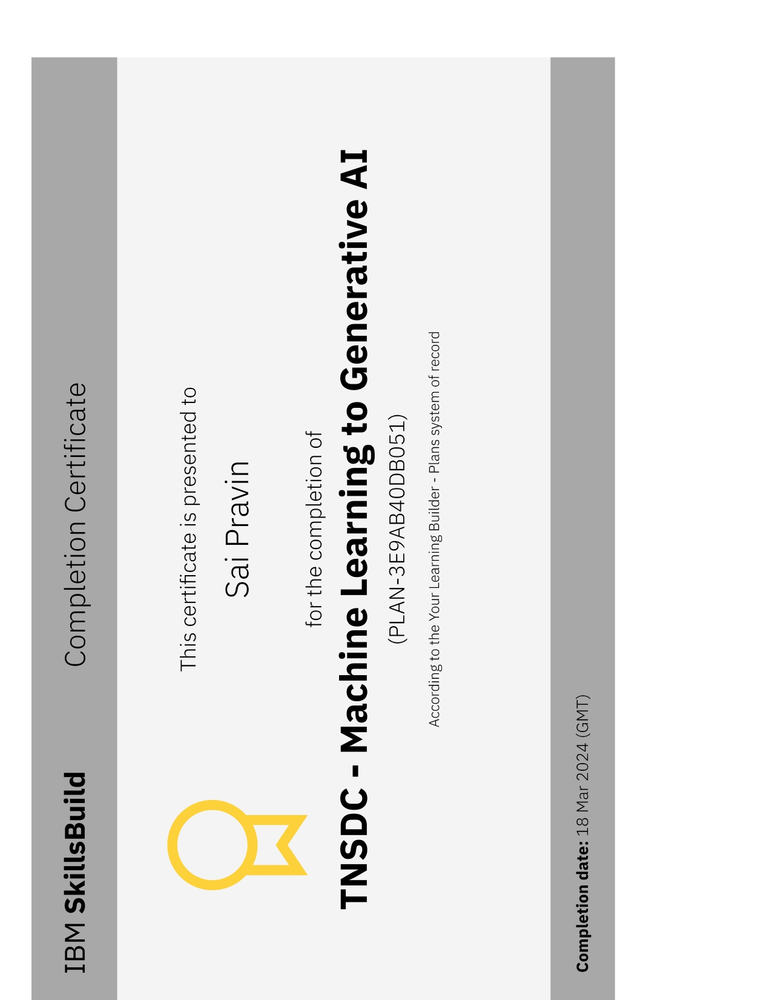 IBM SkillsBuild
Completion Certificate
This certificate is presented to
Sai Pravin
for the completion of
TNSDC - Machine Learning to Generative AI
(PLAN-3E9AB40DB051)
According to the Your Learning Builder - Plans system of record
Completion date: 18 Mar 2024 (GMT)